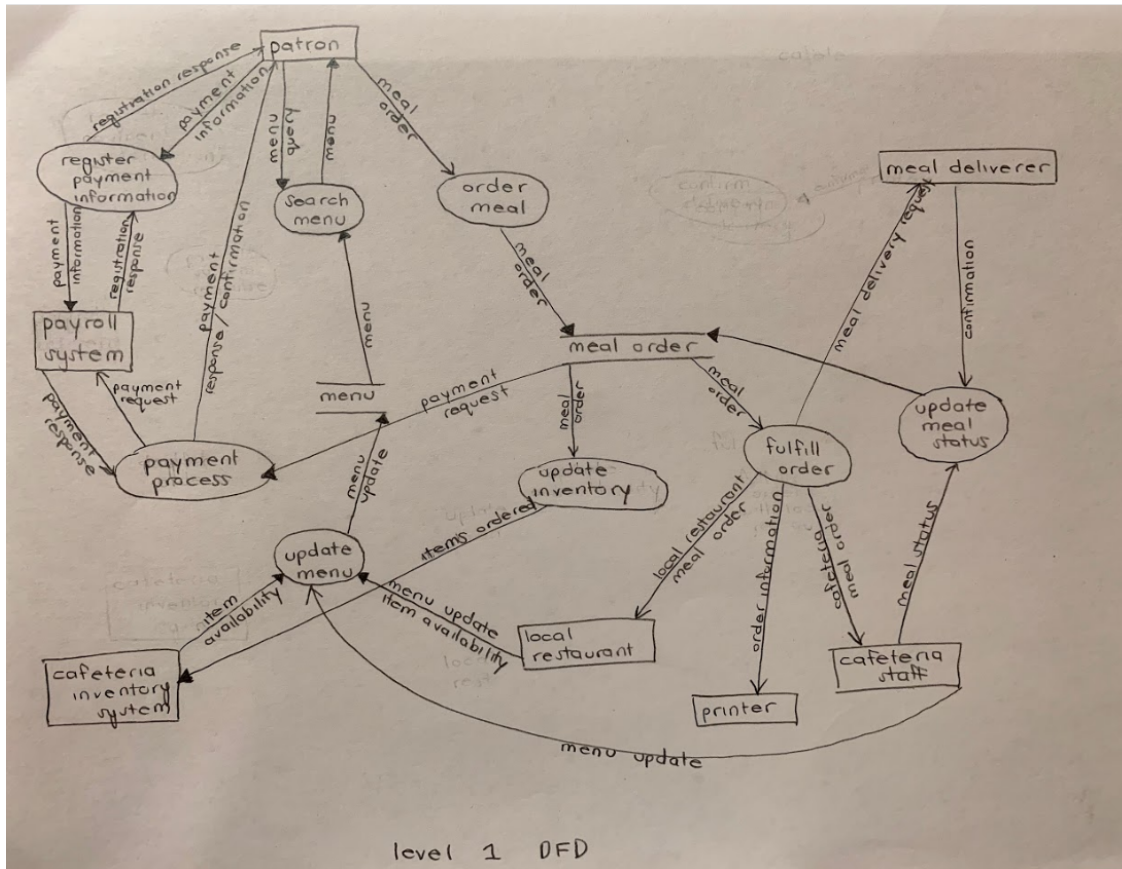 patron
registration response
payment
information
menu
query
menu
meal
order
register
payment
information
search
menu
order
meal
meal deliverer
payment
information
registration
response
payment
response/confirmation
meal
order
meal delivery request
confirmation
payroll
system
menu
meal order
payment
request
payment
response
menu
payment
request
meal
order
meal
order
update
meal
status
payment
process
menu
update
update
inventory
fulfill
order
items ordered
local restaurant
meal order
order information
cafeteria
meal order
meal status
update
menu
item
availability
menu update
item availability
local
restaurant
cafeteria
staff
cafeteria
inventory
system
printer
menu update
level 1 DFD